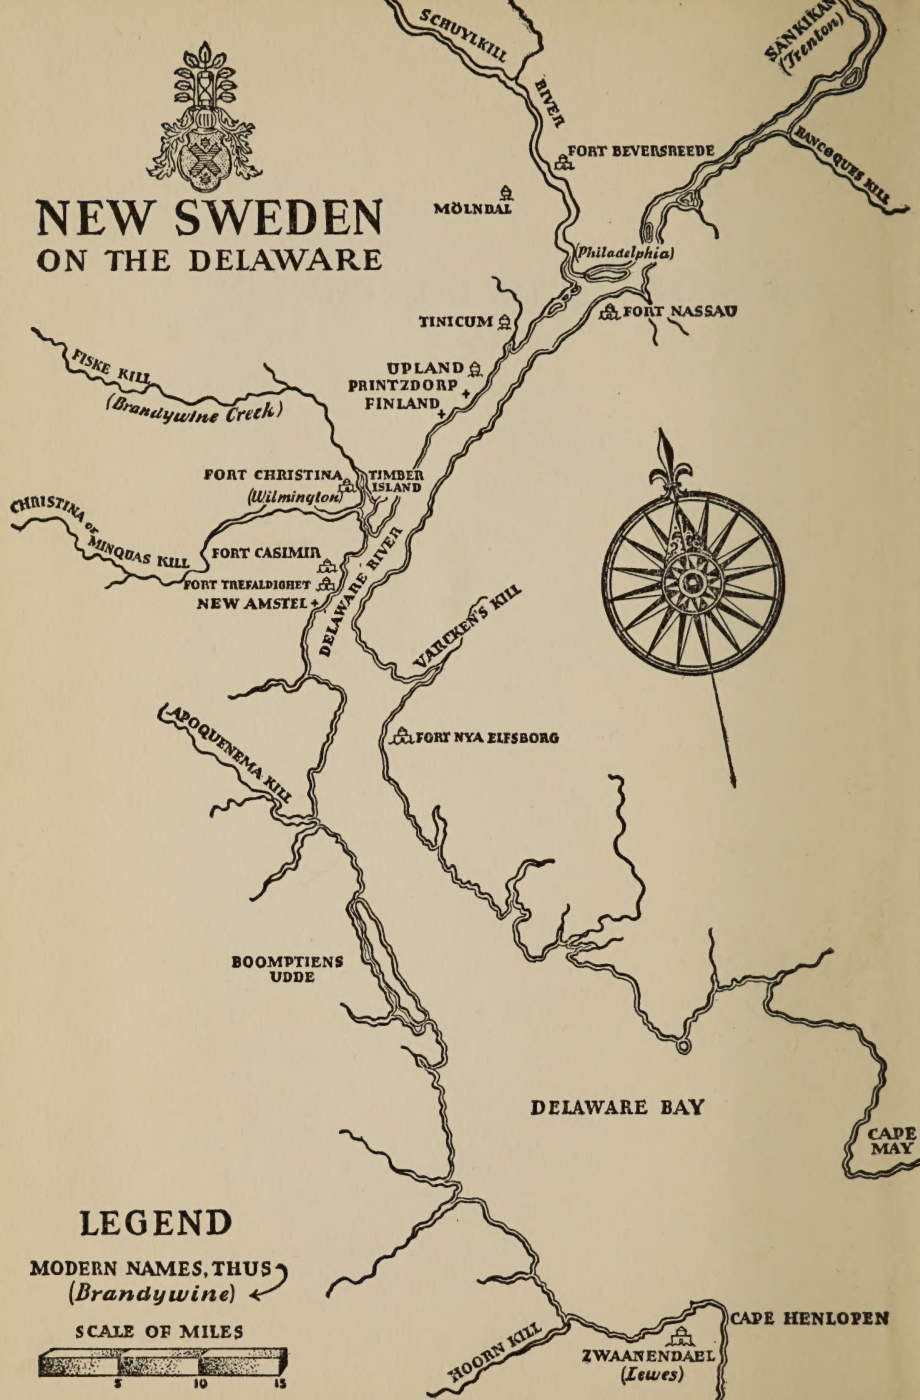 SCHUYLKILL
RIVER
SANKIKAN
(Trenton)
RANCOQUES KILL
FORT BEVERSREEDE
MÖLNDAL
NEW SWEDEN
ON THE DELAWARE
(Philadelphia)
TINICUM
FORT NASSAU
FISKE KILL
(Brandywine Creek)
UPLAND
PRINTZDORP
FINLAND
FORT CHRISTINA
(Wilmington)
TIMBER
ISLAND
CHRISTINA or
MINQUAS KILL
FORT CASIMIR
FORT TREFALDIGHET
NEW AMSTEL
DELAWARE RIVER
VARCKEN'S KILL
APOQUENEMA KILL
FORT NYA ELFSBORG
BOOMPTIENS
UDDE
DELAWARE BAY
CAPE
MAY
LEGEND
MODERN NAMES, THUS
(Brandywine)
SCALE OF MILES
5 10 15
HOORN KILL
CAPE HENLOPEN
ZWAANENDAEL
(Lewes)